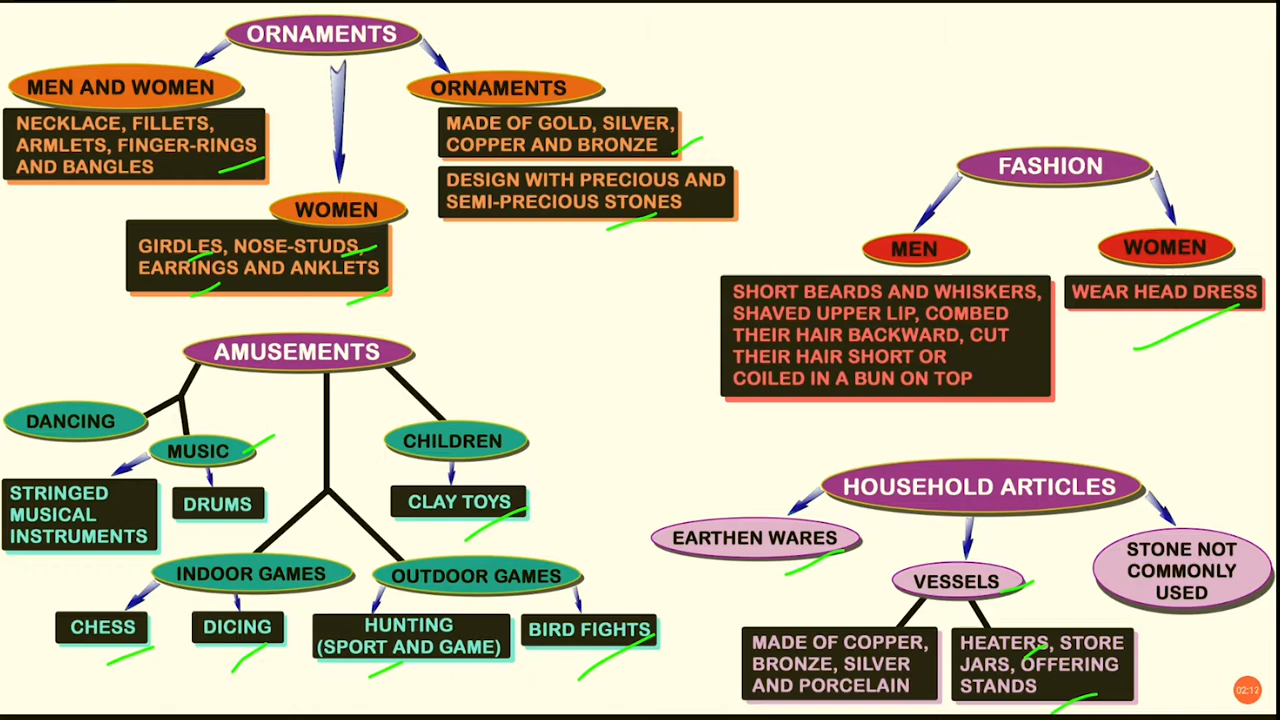 ORNAMENTS
MEN AND WOMEN
NECKLACE, FILLETS,
ARMLETS, FINGER-RINGS
AND BANGLES
WOMEN
GIRDLES, NOSE-STUDS,
EARRINGS AND ANKLETS
ORNAMENTS
MADE OF GOLD, SILVER,
COPPER AND BRONZE
DESIGN WITH PRECIOUS AND
SEMI-PRECIOUS STONES
FASHION
MEN
SHORT BEARDS AND WHISKERS,
SHAVED UPPER LIP, COMBED
THEIR HAIR BACKWARD, CUT
THEIR HAIR SHORT OR
COILED IN A BUN ON TOP
WOMEN
WEAR HEAD DRESS
AMUSEMENTS
DANCING
MUSIC
STRINGED
MUSICAL
INSTRUMENTS
DRUMS
CHILDREN
CLAY TOYS
INDOOR GAMES
CHESS
DICING
OUTDOOR GAMES
HUNTING
(SPORT AND GAME)
BIRD FIGHTS
HOUSEHOLD ARTICLES
EARTHEN WARES
VESSELS
MADE OF COPPER,
BRONZE, SILVER
AND PORCELAIN
HEATERS, STORE
JARS, OFFERING
STANDS
STONE NOT
COMMONLY
USED
02:12